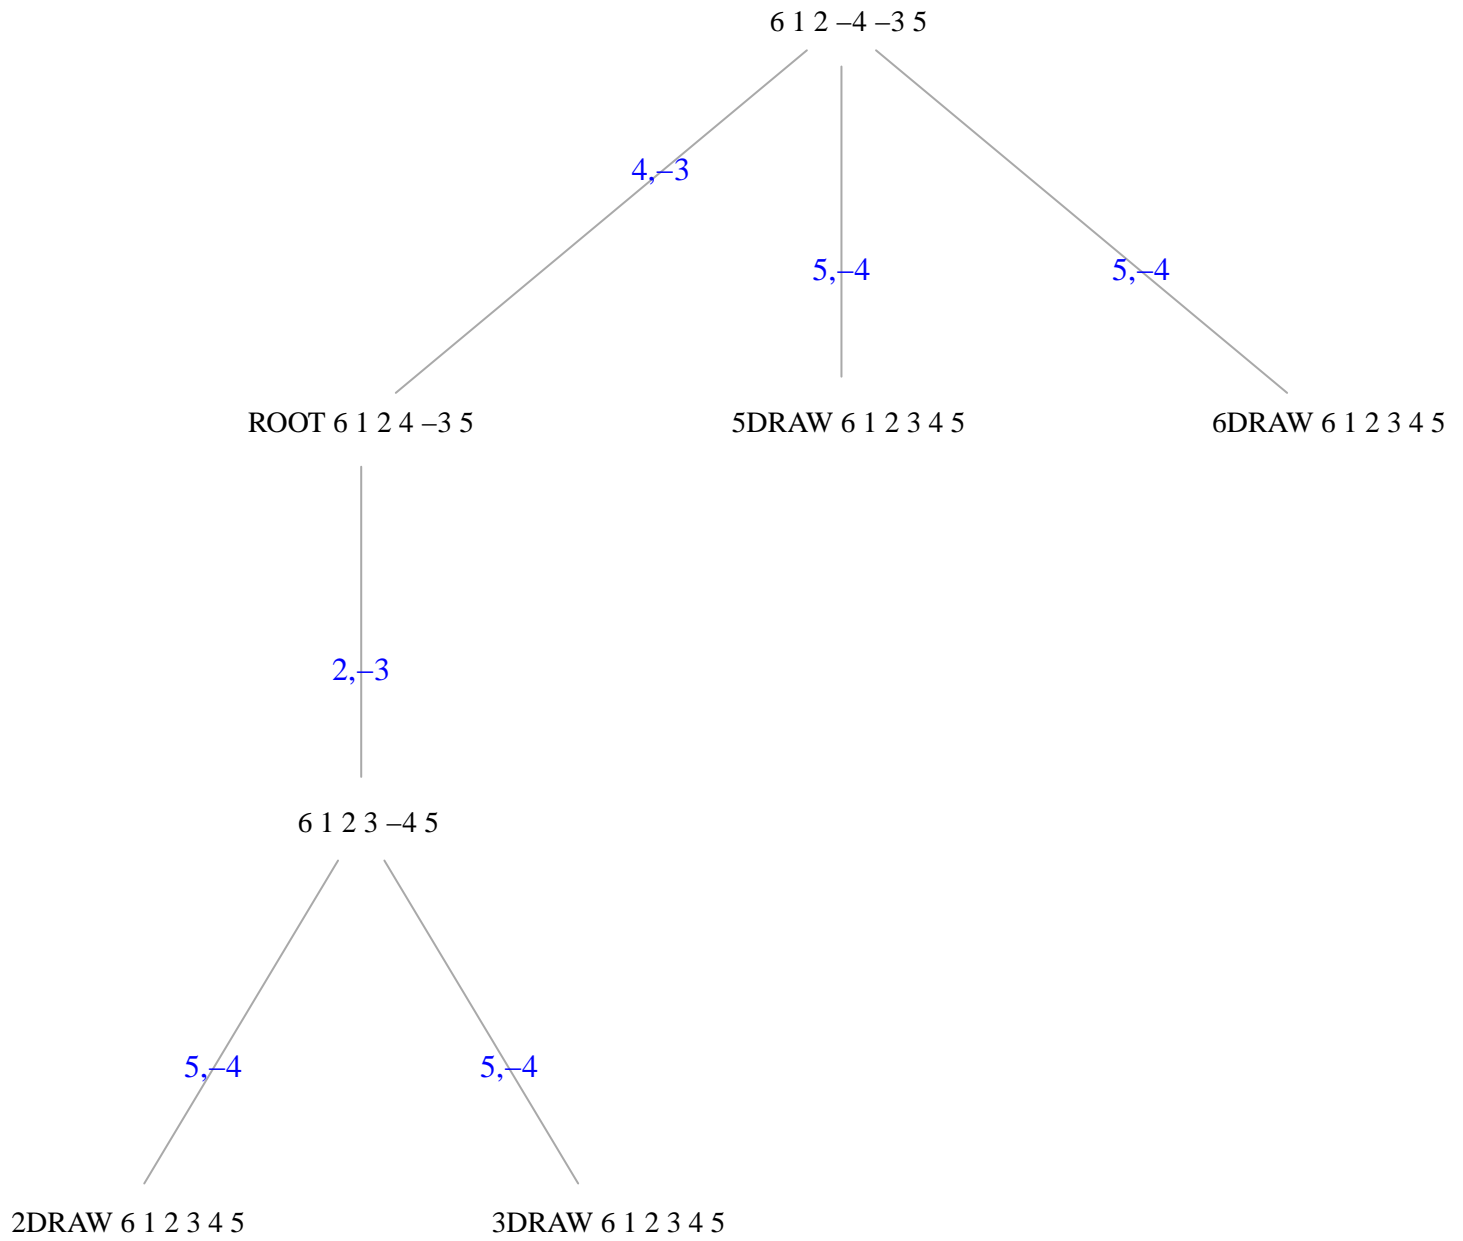 6 1 2 –4 –3 5
4,–3
5,–4
5,–4
ROOT 6 1 2 4 –3 5
5DRAW 6 1 2 3 4 5
6DRAW 6 1 2 3 4 5
2,–3
6 1 2 3 –4 5
5,–4
5,–4
2DRAW 6 1 2 3 4 5
3DRAW 6 1 2 3 4 5